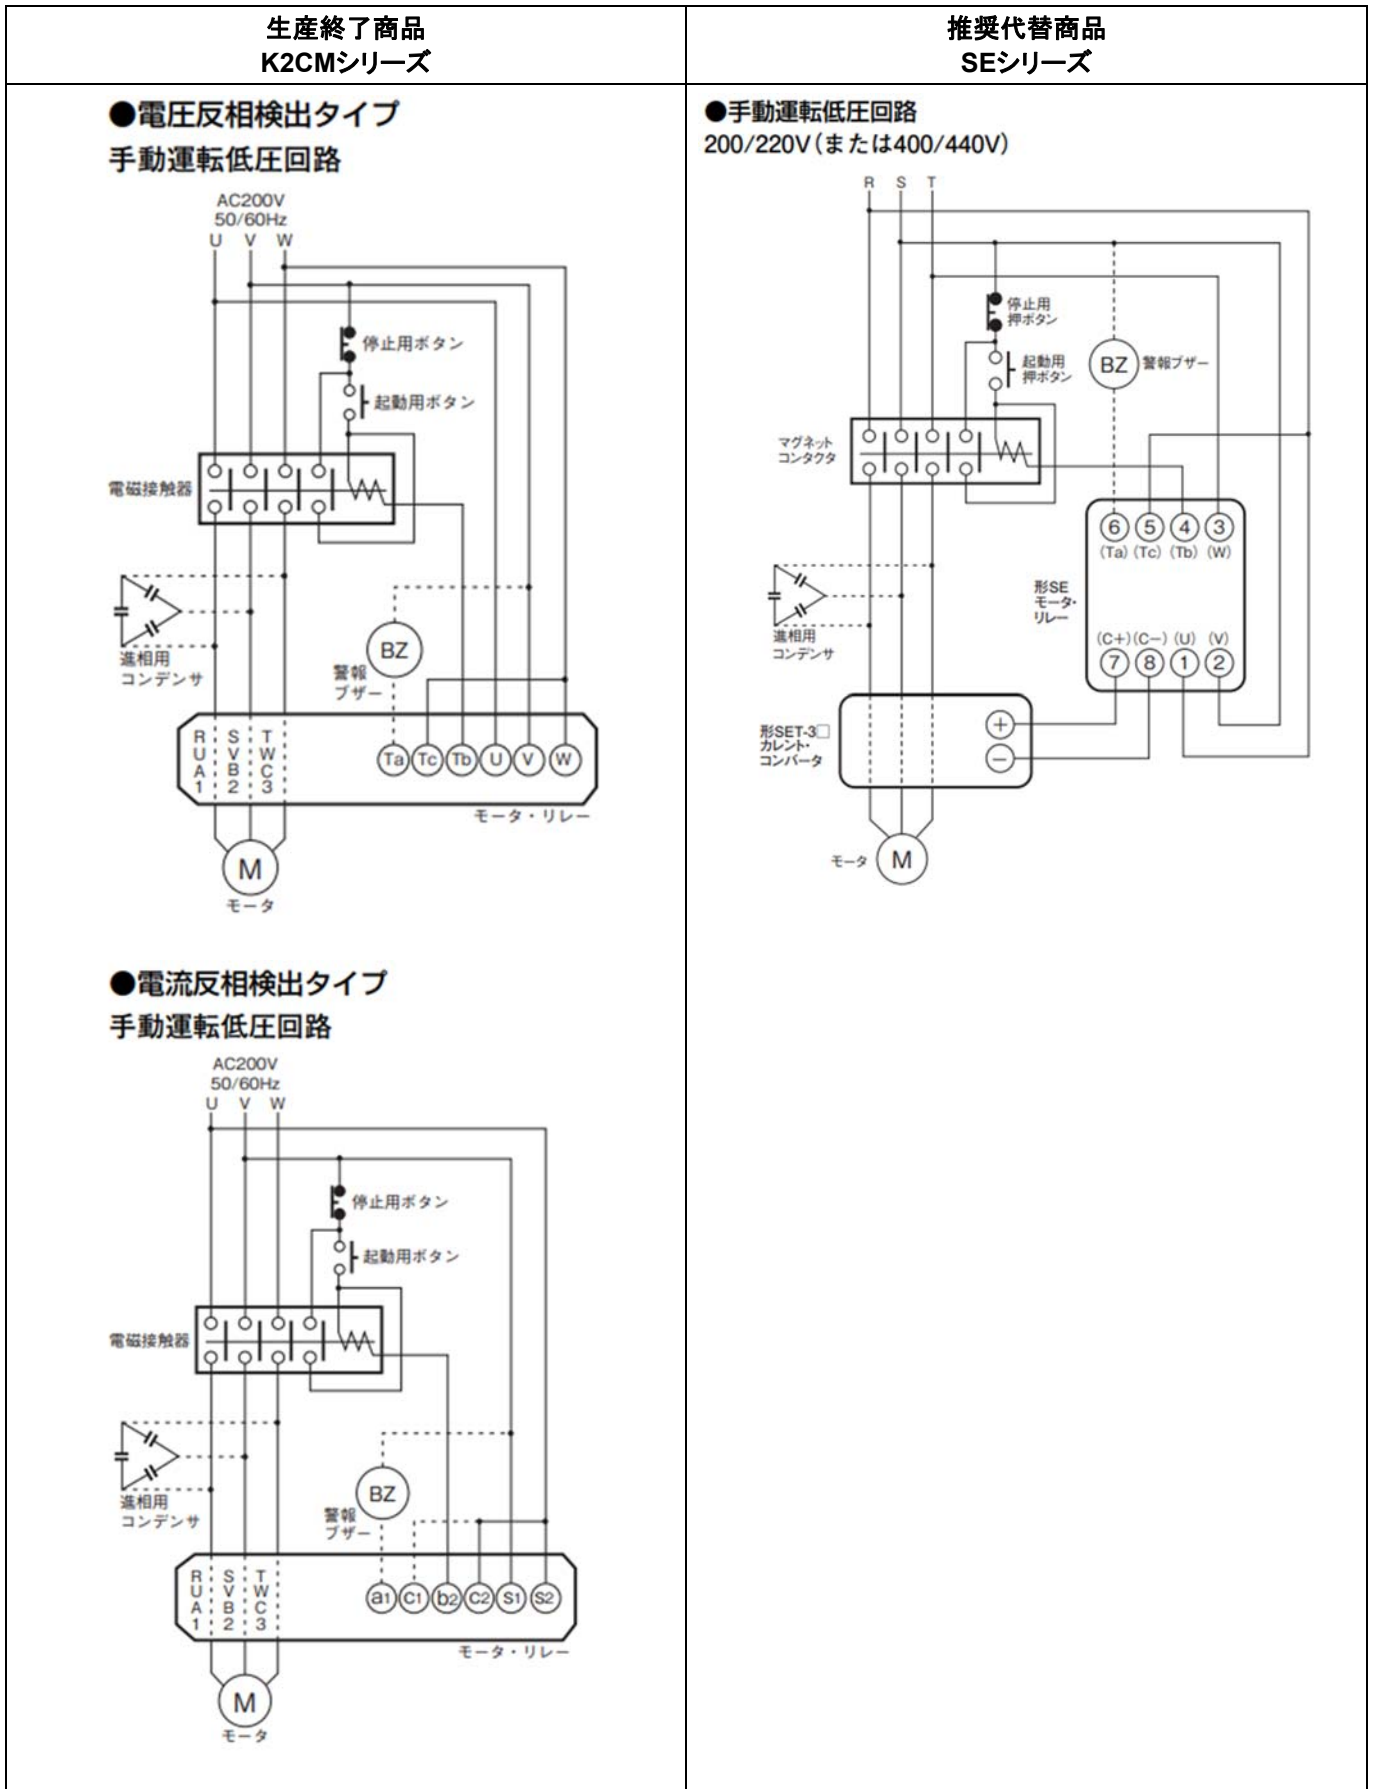 生産終了商品
K2CMシリーズ
推奨代替商品
SEシリーズ
●電圧反相検出タイプ
手動運転低圧回路
AC200V
50/60Hz
U V W
停止用ボタン
起動用ボタン
電磁接触器
進相用
コンデンサ
BZ
警報
ブザー
R S T
U V W
A B C
1 2 3
Ta Tc Tb U V W
モータ・リレー
M
モータ
●電流反相検出タイプ
手動運転低圧回路
AC200V
50/60Hz
U V W
停止用ボタン
起動用ボタン
電磁接触器
進相用
コンデンサ
BZ
警報
ブザー
R S T
U V W
A B C
1 2 3
a1 c1 b2 c2 s1 s2
モータ・リレー
M
モータ
●手動運転低圧回路
200/220V(または400/440V)
R S T
停止用
押ボタン
起動用
押ボタン
BZ 警報ブザー
マグネット
コンタクタ
6 5 4 3
(Ta) (Tc) (Tb) (W)
形SE
モータ・
リレー
(C+) (C−) (U) (V)
7 8 1 2
進相用
コンデンサ
形SET-3□
カレント・
コンバータ
+
−
モータ M